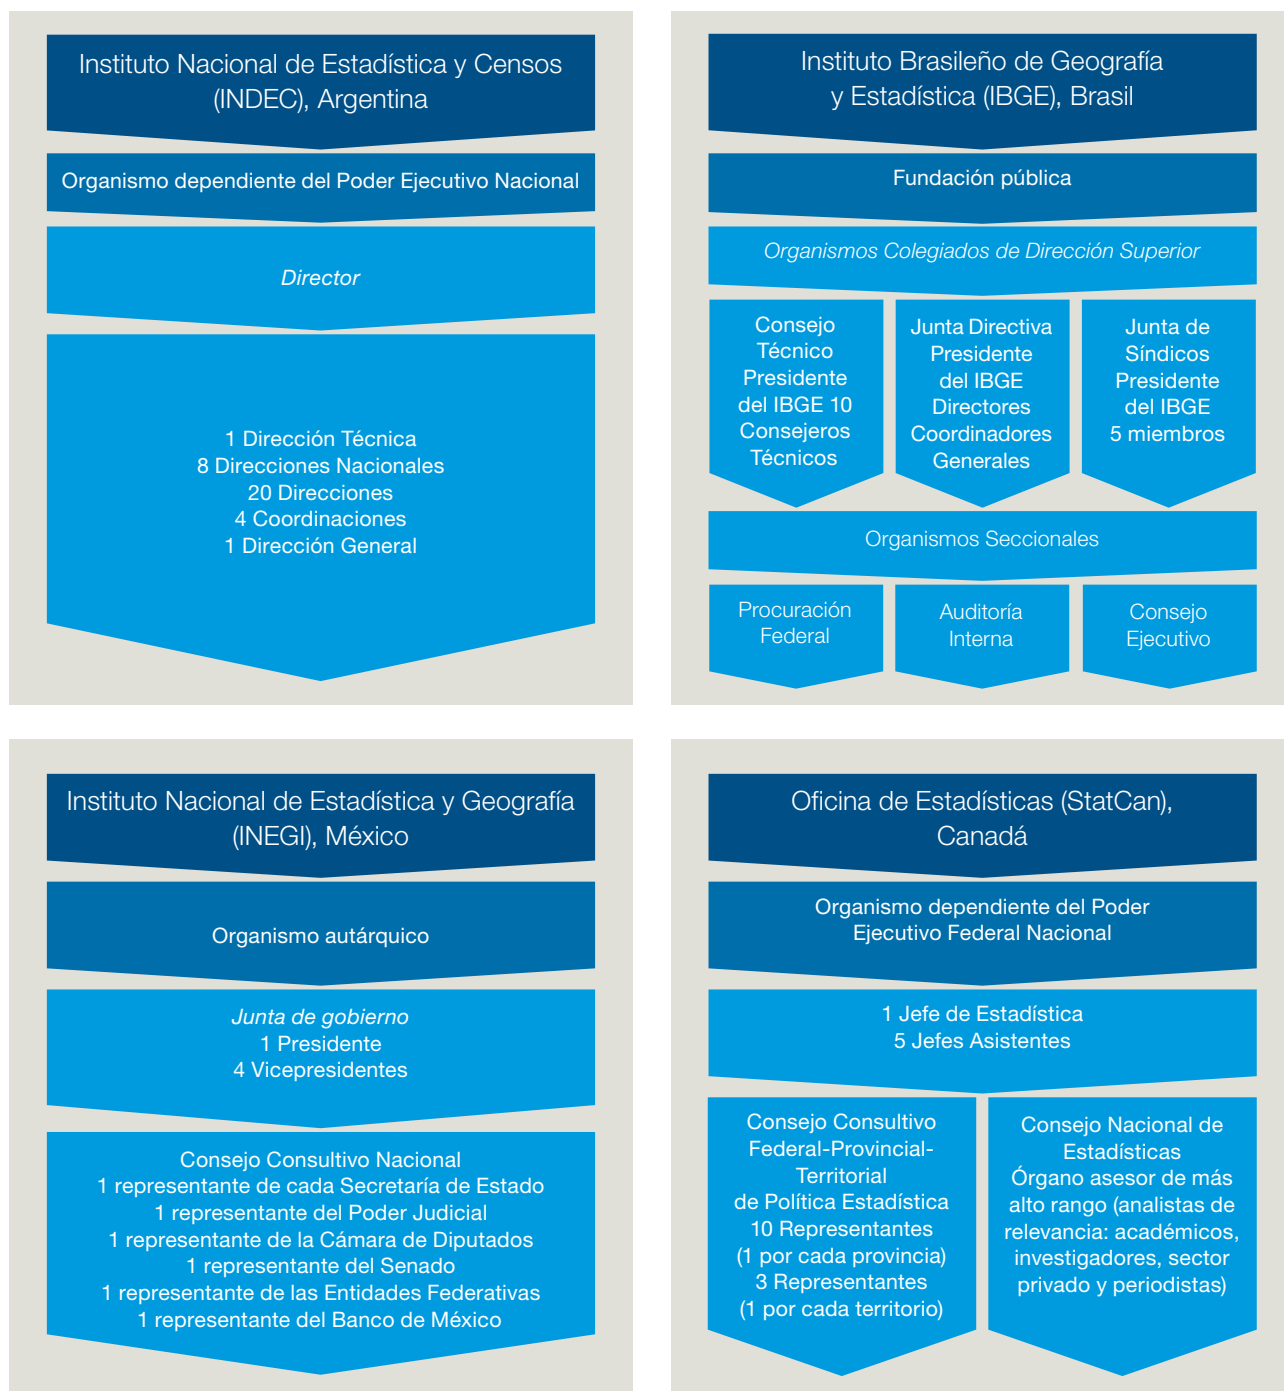 Instituto Nacional de Estadística y Censos
(INDEC), Argentina
Organismo dependiente del Poder Ejecutivo Nacional
Director
1 Dirección Técnica
8 Direcciones Nacionales
20 Direcciones
4 Coordinaciones
1 Dirección General
Instituto Brasileño de Geografía
y Estadística (IBGE), Brasil
Fundación pública
Organismos Colegiados de Dirección Superior
Consejo
Técnico
Presidente
del IBGE 10
Consejeros
Técnicos
Junta Directiva
Presidente
del IBGE
Directores
Coordinadores
Generales
Junta de
Síndicos
Presidente
del IBGE
5 miembros
Organismos Seccionales
Procuración
Federal
Auditoría
Interna
Consejo
Ejecutivo
Instituto Nacional de Estadística y Geografía
(INEGI), México
Organismo autárquico
Junta de gobierno
1 Presidente
4 Vicepresidentes
Consejo Consultivo Nacional
1 representante de cada Secretaría de Estado
1 representante del Poder Judicial
1 representante de la Cámara de Diputados
1 representante del Senado
1 representante de las Entidades Federativas
1 representante del Banco de México
Oficina de Estadísticas (StatCan),
Canadá
Organismo dependiente del Poder
Ejecutivo Federal Nacional
1 Jefe de Estadística
5 Jefes Asistentes
Consejo Consultivo
Federal-Provincial-
Territorial
de Política Estadística
10 Representantes
(1 por cada provincia)
3 Representantes
(1 por cada territorio)
Consejo Nacional de
Estadísticas
Órgano asesor de más
alto rango (analistas de
relevancia: académicos,
investigadores, sector
privado y periodistas)